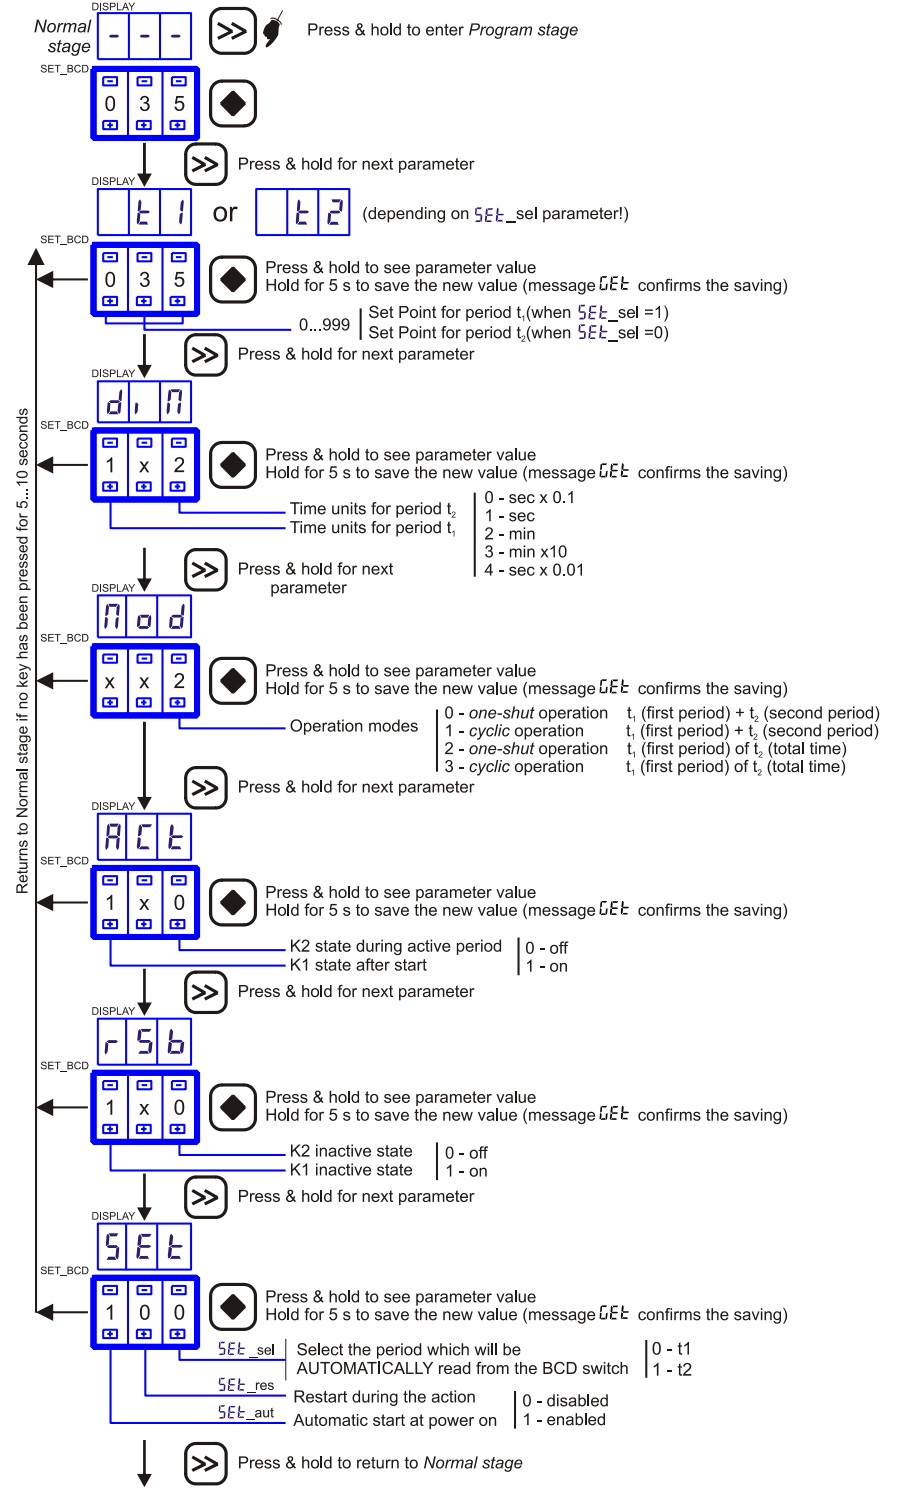 DISPLAY
Normal stage
- - -
>> Press & hold to enter Program stage
SET_BCD
0 3 5
>> Press & hold for next parameter
DISPLAY
t1 or t2 (depending on SEt_sel parameter!)
SET_BCD
0 3 5
Press & hold to see parameter value
Hold for 5 s to save the new value (message GEt confirms the saving)
0...999
Set Point for period t₁(when SEt_sel =1)
Set Point for period t₂(when SEt_sel =0)
>> Press & hold for next parameter
DISPLAY
diM
SET_BCD
1 x 2
Press & hold to see parameter value
Hold for 5 s to save the new value (message GEt confirms the saving)
Time units for period t₂
Time units for period t₁
0 - sec x 0.1
1 - sec
2 - min
3 - min x10
4 - sec x 0.01
>> Press & hold for next
parameter
DISPLAY
Mod
SET_BCD
x x 2
Press & hold to see parameter value
Hold for 5 s to save the new value (message GEt confirms the saving)
Operation modes
0 - one-shut operation t₁ (first period) + t₂ (second period)
1 - cyclic operation t₁ (first period) + t₂ (second period)
2 - one-shut operation t₁ (first period) of t₂ (total time)
3 - cyclic operation t₁ (first period) of t₂ (total time)
>> Press & hold for next parameter
DISPLAY
ACt
SET_BCD
1 x 0
Press & hold to see parameter value
Hold for 5 s to save the new value (message GEt confirms the saving)
K2 state during active period
K1 state after start
0 - off
1 - on
>> Press & hold for next parameter
DISPLAY
rSb
SET_BCD
1 x 0
Press & hold to see parameter value
Hold for 5 s to save the new value (message GEt confirms the saving)
K2 inactive state
K1 inactive state
0 - off
1 - on
>> Press & hold for next parameter
DISPLAY
SEt
SET_BCD
1 0 0
Press & hold to see parameter value
Hold for 5 s to save the new value (message GEt confirms the saving)
SEt_sel
Select the period which will be
AUTOMATICALLY read from the BCD switch
0 - t1
1 - t2
SEt_res
Restart during the action
SEt_aut
Automatic start at power on
0 - disabled
1 - enabled
>> Press & hold to return to Normal stage
Returns to Normal stage if no key has been pressed for 5...10 seconds